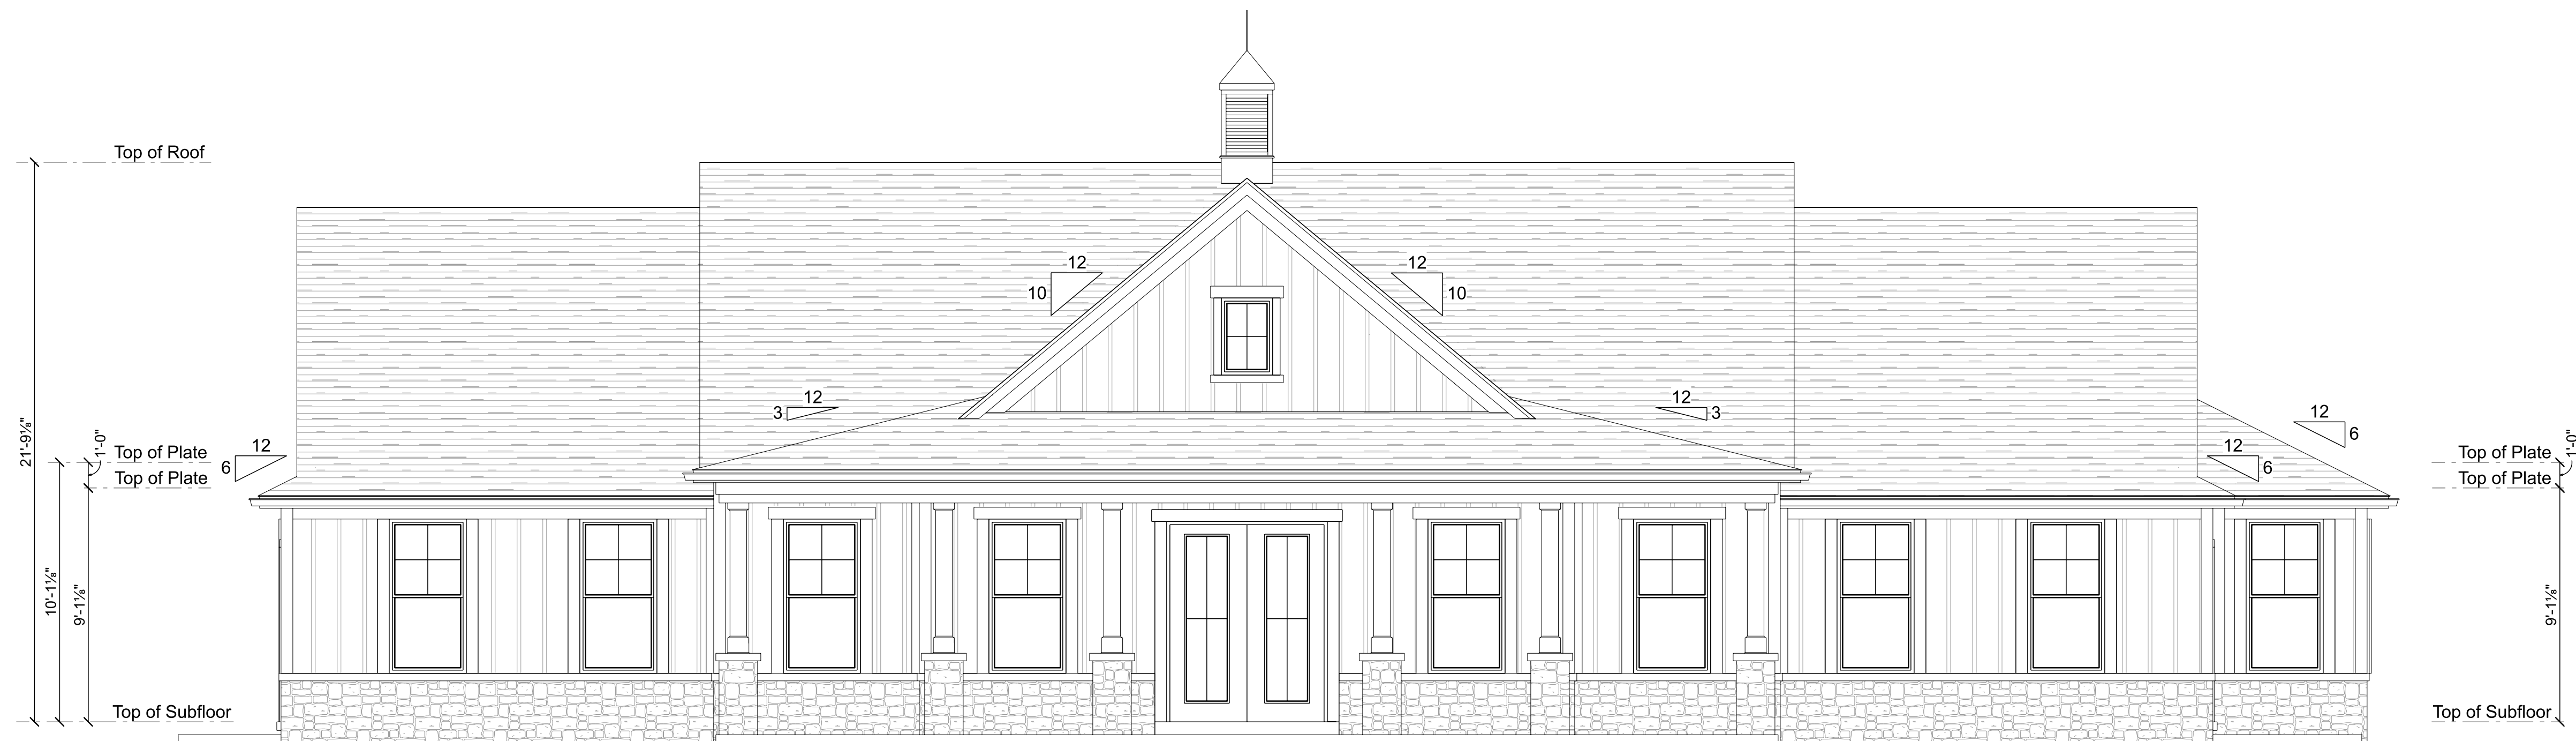 Top of Roof
12
10
12
10
12
3
12
3
12
6
12
6
12
6
Top of Plate
Top of Plate
1'-0"
21'-9⅛"
10'-1⅛"
9'-1⅛"
Top of Subfloor
Top of Plate
Top of Plate
1'-0"
9'-1⅛"
Top of Subfloor